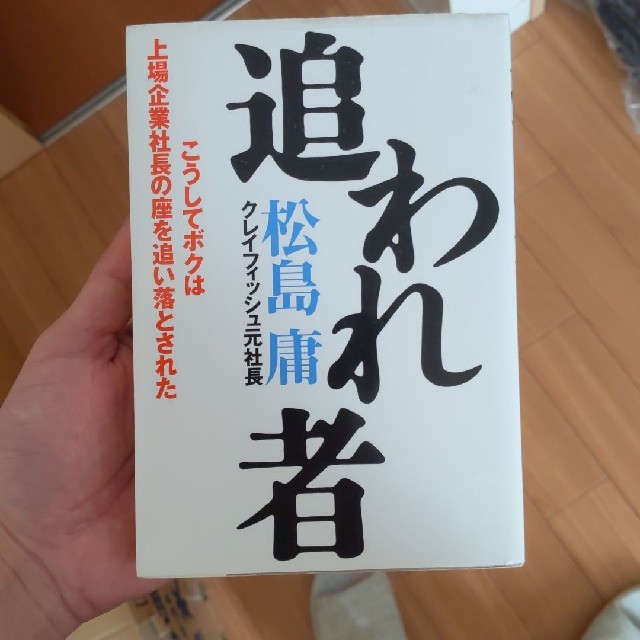 追われ者
松島庸
クレイフィッシュ元社長
こうしてボクは
上場企業社長の座を追い落とされた